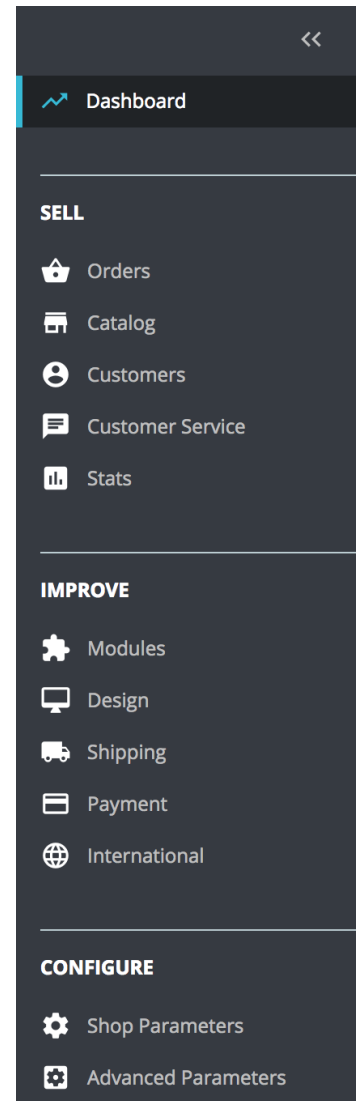 Dashboard
SELL
Orders
Catalog
Customers
Customer Service
Stats
IMPROVE
Modules
Design
Shipping
Payment
International
CONFIGURE
Shop Parameters
Advanced Parameters